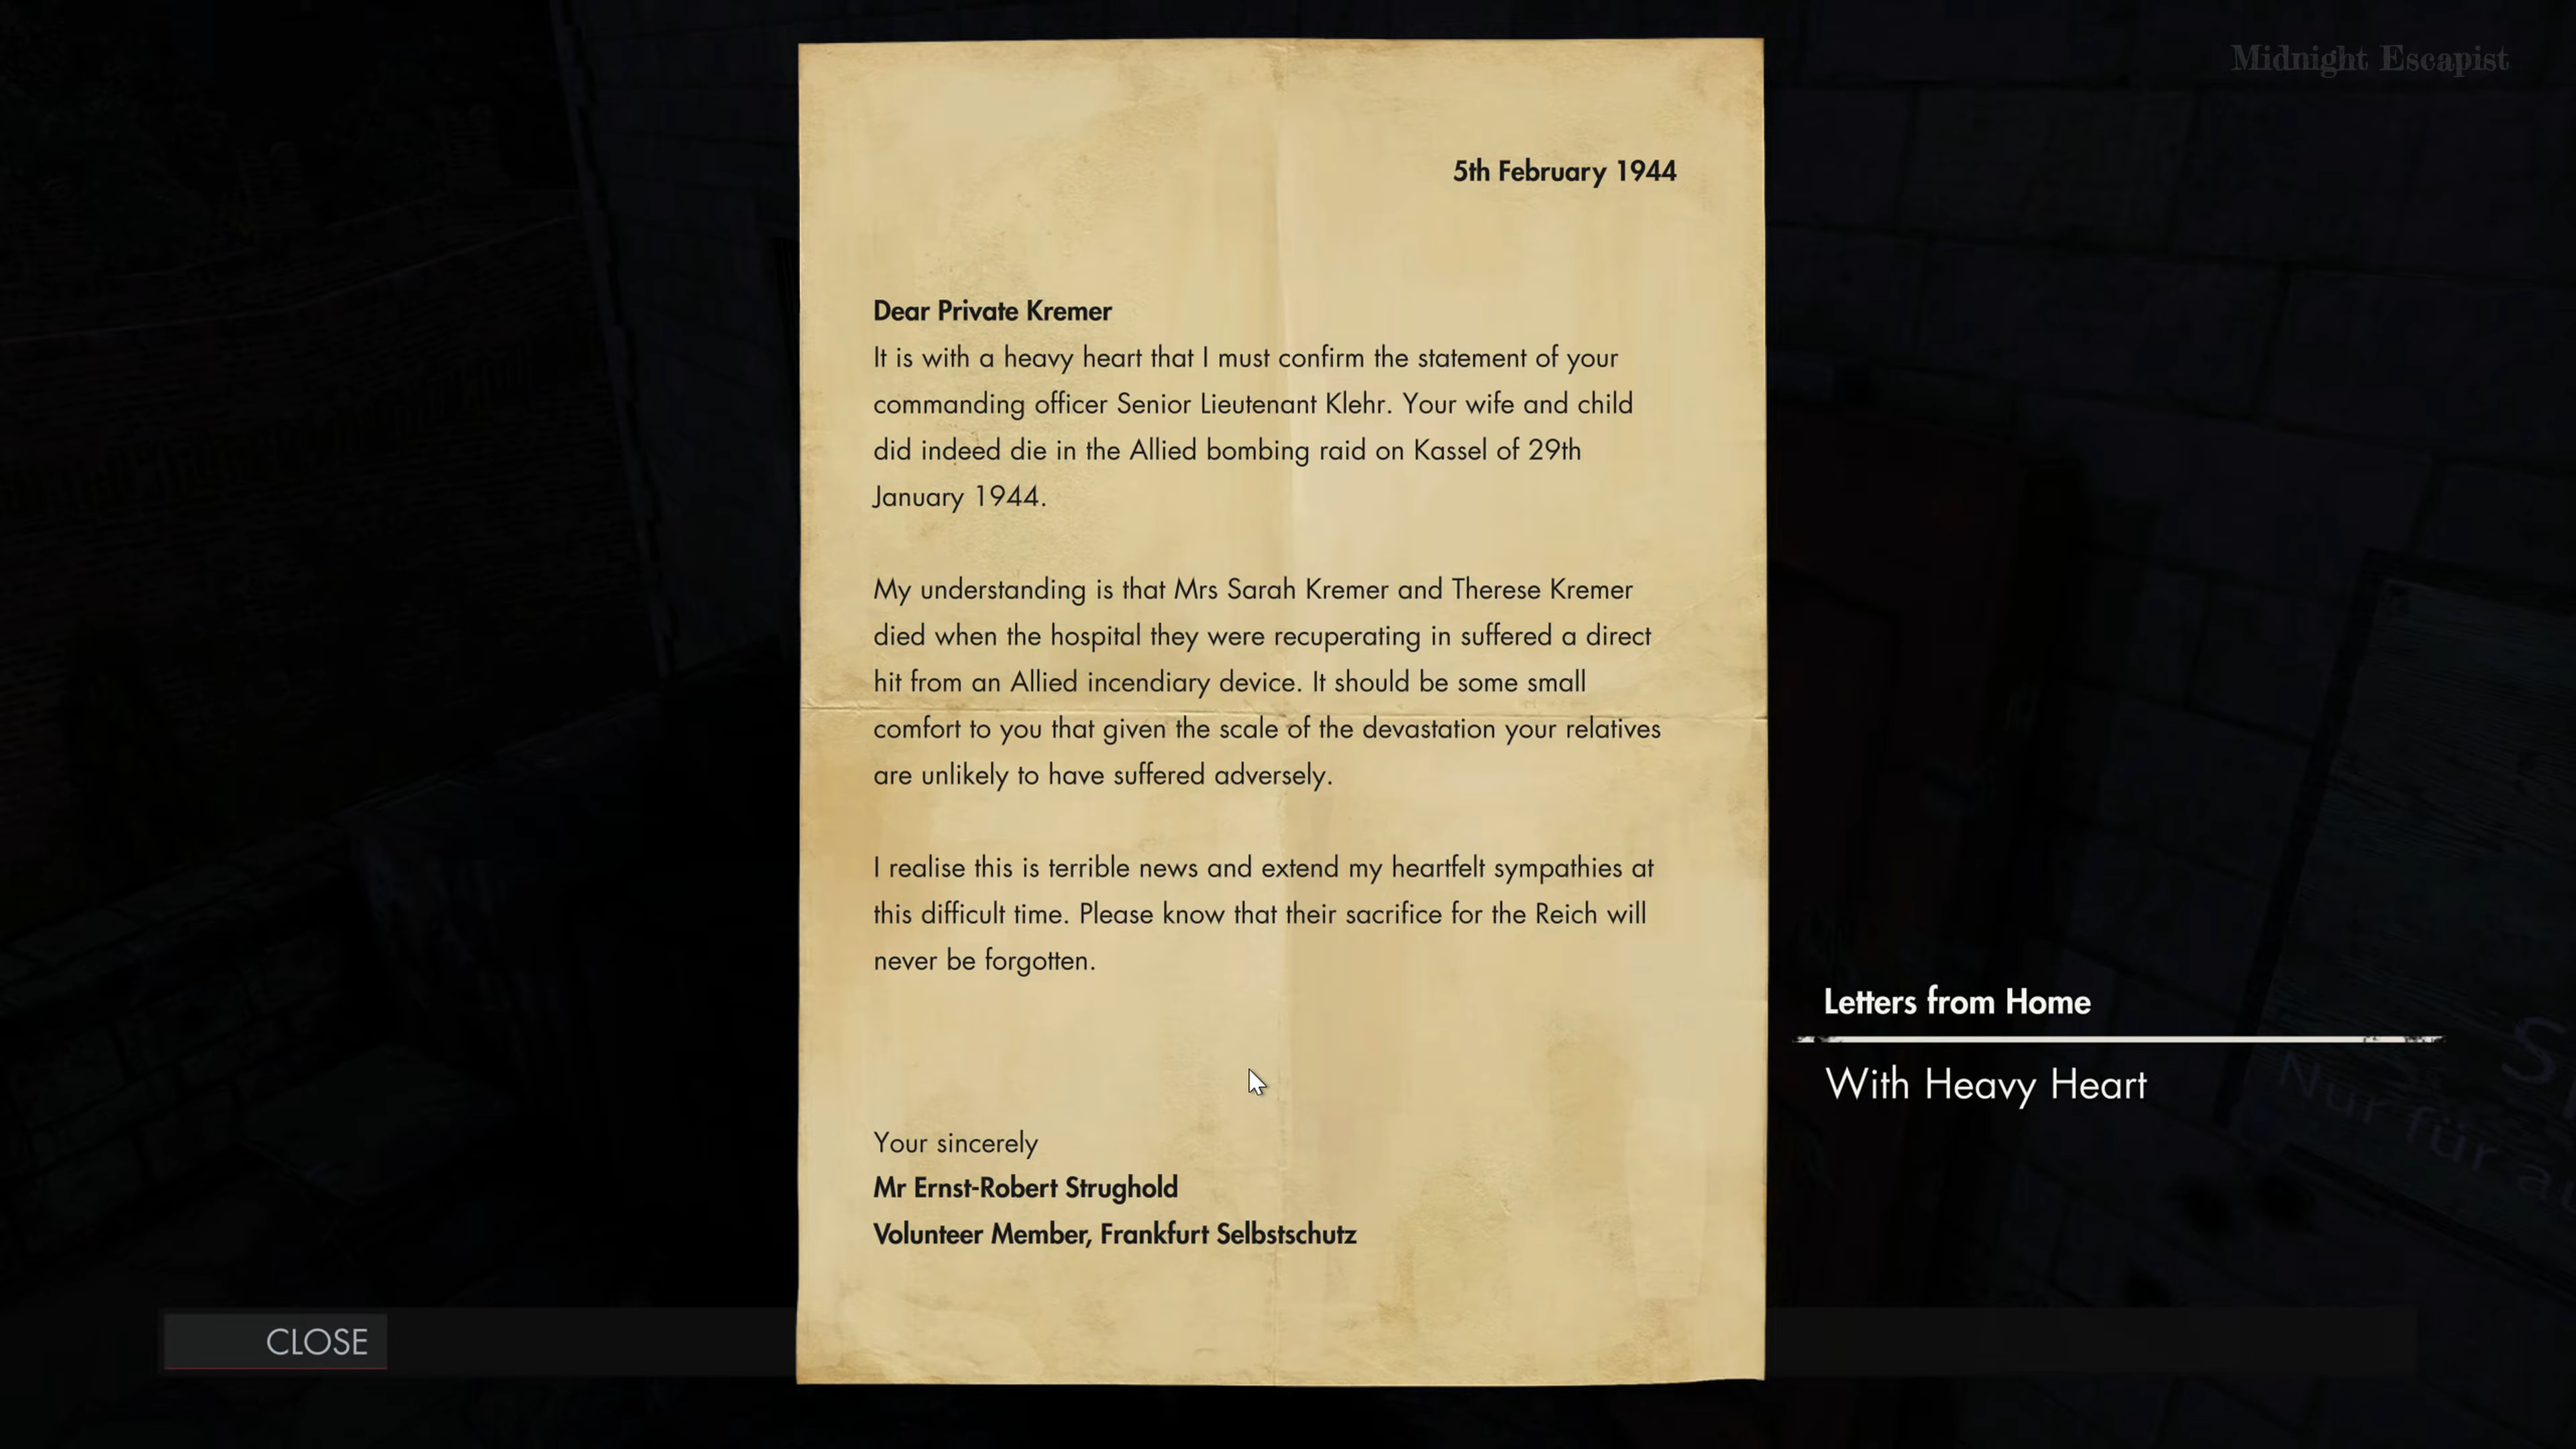 Midnight Escapist
5th February 1944
Dear Private Kremer
It is with a heavy heart that I must confirm the statement of your
commanding officer Senior Lieutenant Klehr. Your wife and child
did indeed die in the Allied bombing raid on Kassel of 29th
January 1944.
My understanding is that Mrs Sarah Kremer and Therese Kremer
died when the hospital they were recuperating in suffered a direct
hit from an Allied incendiary device. It should be some small
comfort to you that given the scale of the devastation your relatives
are unlikely to have suffered adversely.
I realise this is terrible news and extend my heartfelt sympathies at
this difficult time. Please know that their sacrifice for the Reich will
never be forgotten.
Your sincerely
Mr Ernst-Robert Strughold
Volunteer Member, Frankfurt Selbstschutz
Letters from Home
With Heavy Heart
Nur für
CLOSE